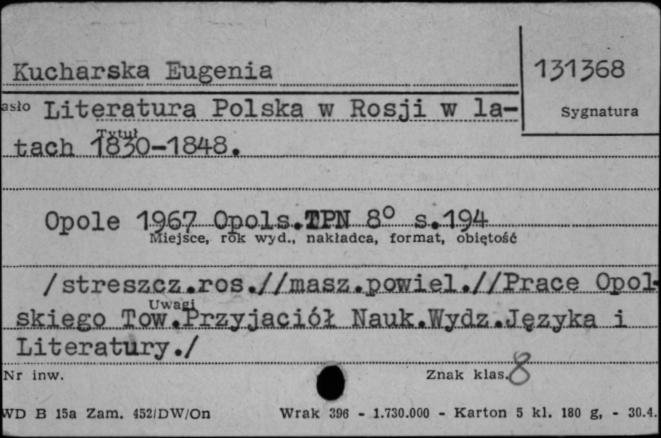 Kucharska Eugenia
131368
asło Literatura Polska w Rosji w la-
Sygnatura
Tytuł
tach 1830-1848.
Opole 1967 Opols.TPN 8° s.194
Miejsce, rok wyd., nakładca, format, objętość
/streszcz.ros.//masz.powiel.//Prace Opol-
Uwagi
skiego Tow.Przyjaciół Nauk.Wydz.Języka i
Literatury./
Nr inw.
Znak klas. 8
WD B 15a Zam. 452/DW/On Wrak 396 - 1.730.000 - Karton 5 kl. 180 g, - 30.4.